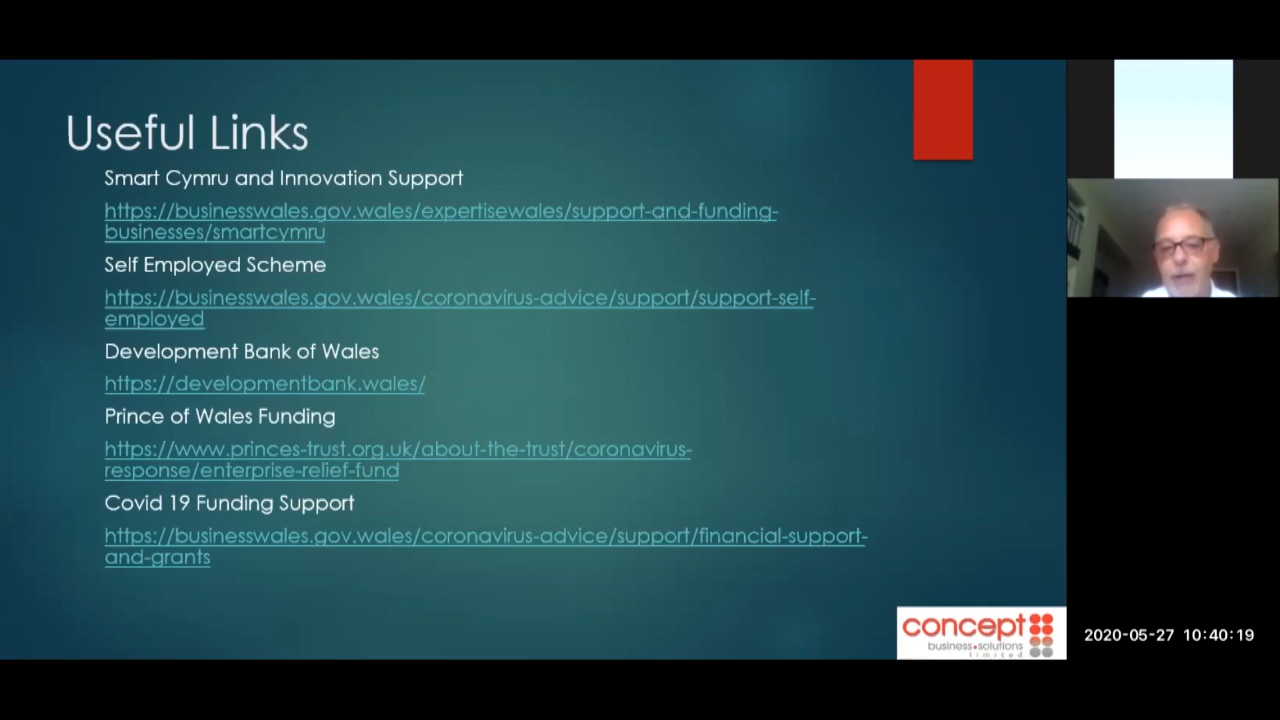 Useful Links
Smart Cymru and Innovation Support
https://businesswales.gov.wales/expertisewales/support-and-funding-
businesses/smartcymru
Self Employed Scheme
https://businesswales.gov.wales/coronavirus-advice/support/support-self-
employed
Development Bank of Wales
https://developmentbank.wales/
Prince of Wales Funding
https://www.princes-trust.org.uk/about-the-trust/coronavirus-
response/enterprise-relief-fund
Covid 19 Funding Support
https://businesswales.gov.wales/coronavirus-advice/support/financial-support-
and-grants
concept
business•solutions
limited
2020-05-27 10:40:19